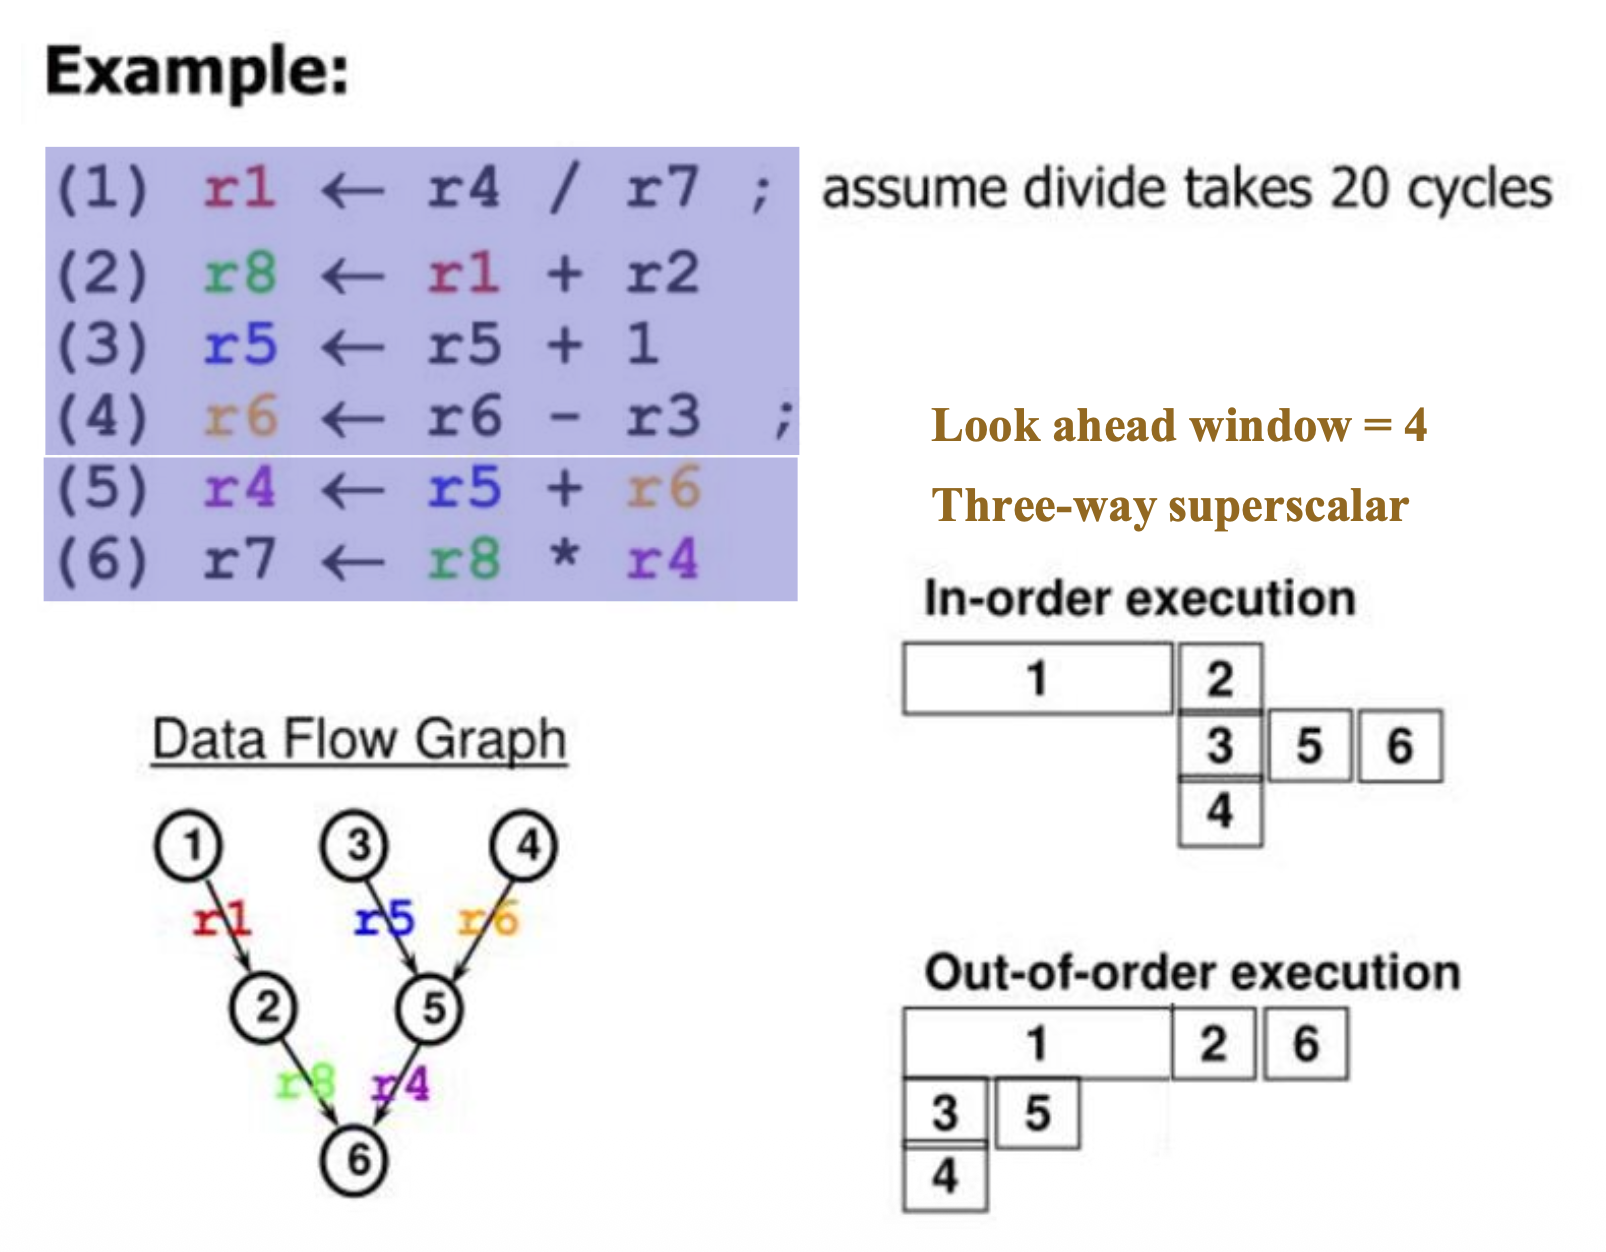 Example:
(1) r1 ← r4 / r7 ; assume divide takes 20 cycles
(2) r8 ← r1 + r2
(3) r5 ← r5 + 1
(4) r6 ← r6 - r3 ;
(5) r4 ← r5 + r6
(6) r7 ← r8 * r4
Look ahead window = 4
Three-way superscalar
In-order execution
1 2
3 5 6
4
Data Flow Graph
1 3 4
r1 r5 r6
2 5
r8 r4
6
Out-of-order execution
1 2 6
3 5
4